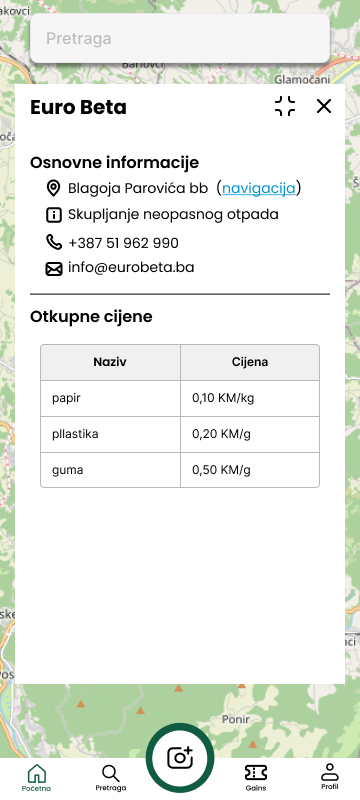 akovci
Pretraga
Barlovci
Glamočani
Euro Beta
Osnovne informacije
Blagoja Parovića bb (navigacija)
Skupljanje neopasnog otpada
+387 51 962 990
info@eurobeta.ba
Otkupne cijene
Naziv Cijena
papir 0,10 KM/kg
pllastika 0,20 KM/g
guma 0,50 KM/g
Ponir
Početna Pretraga Gains Profil